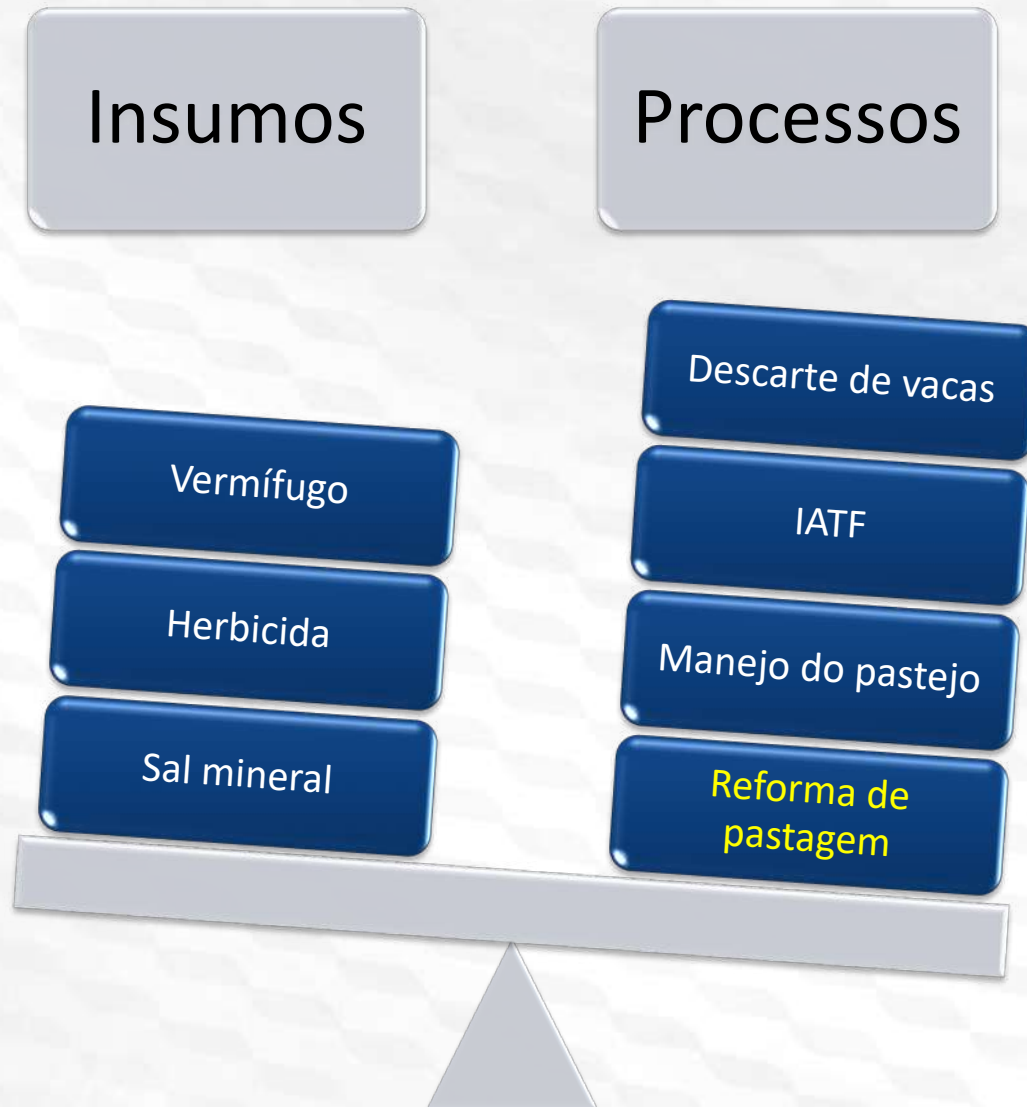 Insumos
Processos
Vermífugo
Herbicida
Sal mineral
Descarte de vacas
IATF
Manejo do pastejo
Reforma de
pastagem